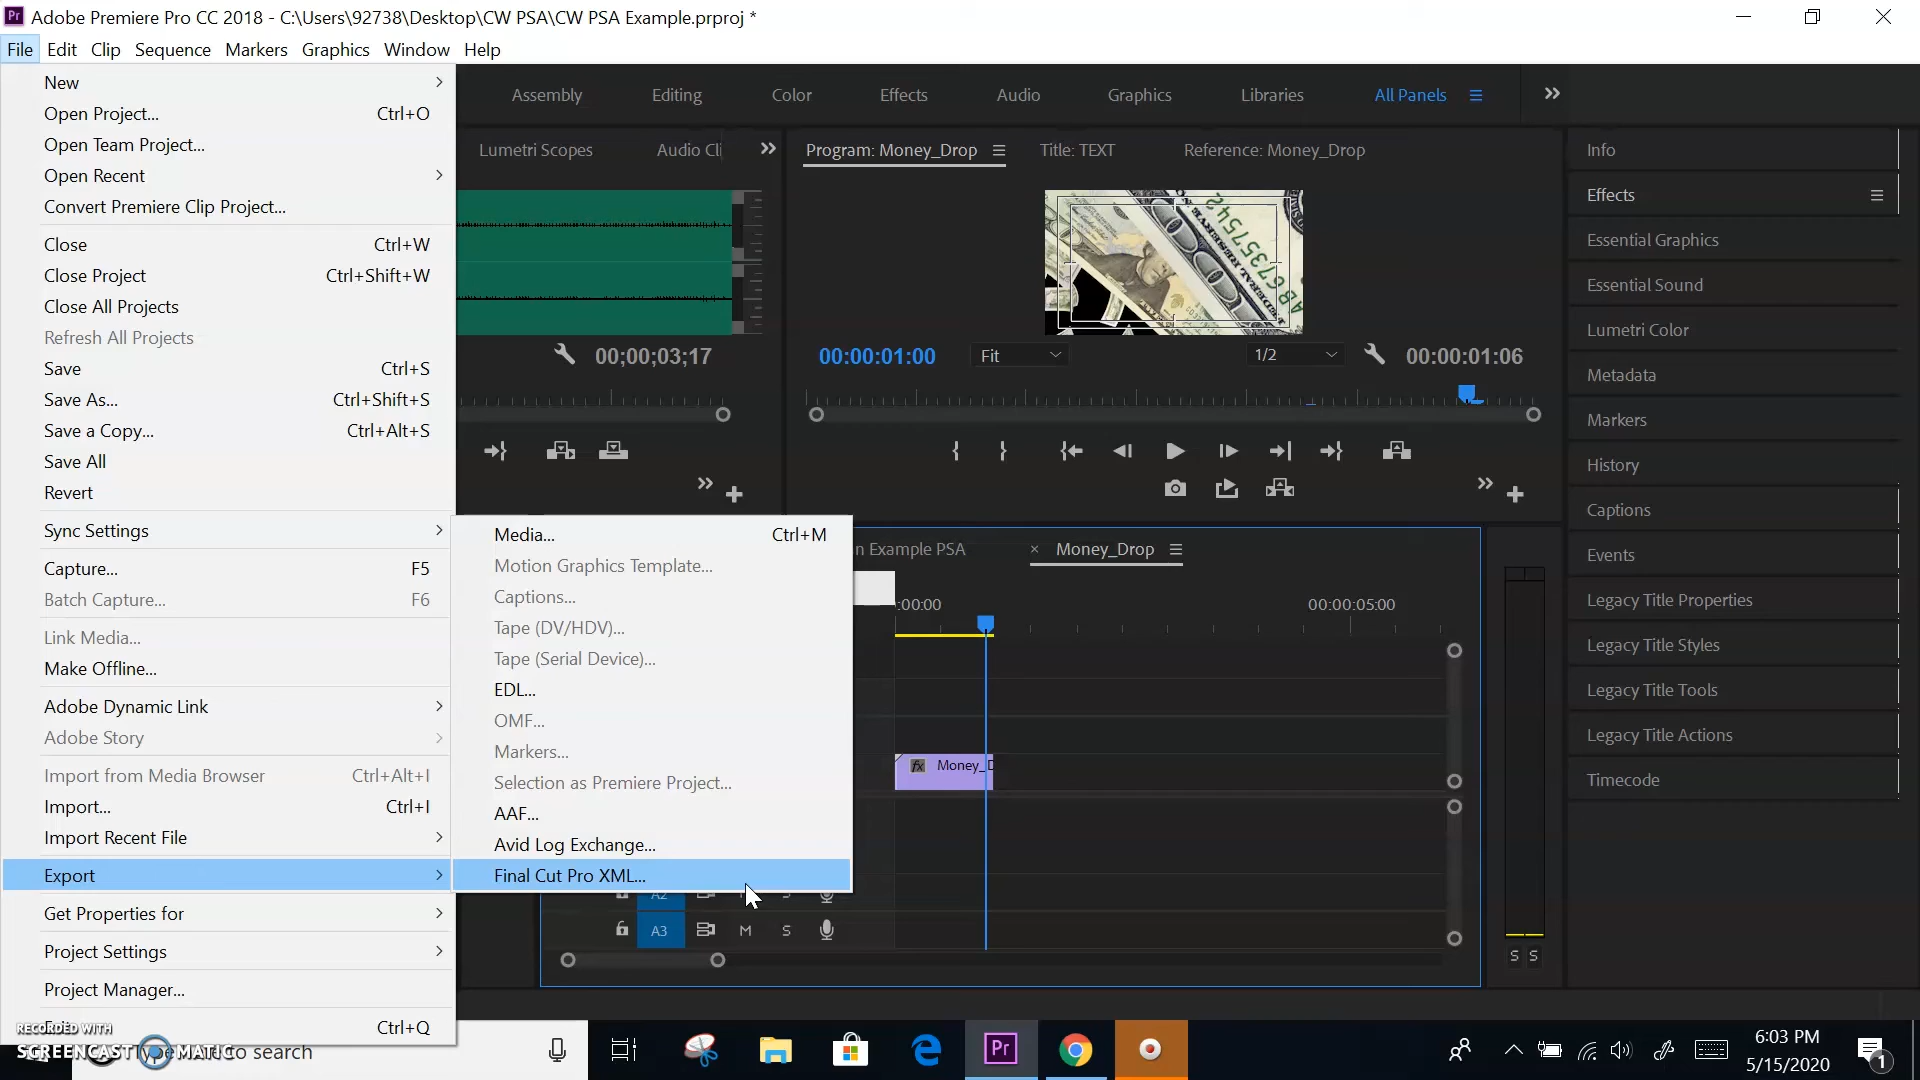 Pr Adobe Premiere Pro CC 2018 - C:\Users\92738\Desktop\CW PSA\CW PSA Example.prproj *
File Edit Clip Sequence Markers Graphics Window Help
New
Open Project... Ctrl+O
Open Team Project...
Open Recent
Convert Premiere Clip Project...
Close Ctrl+W
Close Project Ctrl+Shift+W
Close All Projects
Refresh All Projects
Save Ctrl+S
Save As... Ctrl+Shift+S
Save a Copy... Ctrl+Alt+S
Save All
Revert
Sync Settings
Capture... F5
Batch Capture... F6
Link Media...
Make Offline...
Adobe Dynamic Link
Adobe Story
Import from Media Browser Ctrl+Alt+I
Import... Ctrl+I
Import Recent File
Export
Get Properties for
Project Settings
Project Manager...
Ctrl+Q
Media... Ctrl+M
Motion Graphics Template...
Captions...
Tape (DV/HDV)...
Tape (Serial Device)...
EDL...
OMF...
Markers...
Selection as Premiere Project...
AAF...
Avid Log Exchange...
Final Cut Pro XML...
Assembly Editing Color Effects Audio Graphics Libraries All Panels
Lumetri Scopes Audio Cli
Program: Money_Drop Title: TEXT Reference: Money_Drop
00;00;03;17
00:00:01:00 Fit 1/2 00:00:01:06
n Example PSA × Money_Drop
:00:00 00:00:05:00
fx Money_D
A2
A3 M S
S S
Info
Effects
Essential Graphics
Essential Sound
Lumetri Color
Metadata
Markers
History
Captions
Events
Legacy Title Properties
Legacy Title Styles
Legacy Title Tools
Legacy Title Actions
Timecode
RECORDED WITH
SCREENCAST MATIC
to search
Pr
6:03 PM
5/15/2020
1